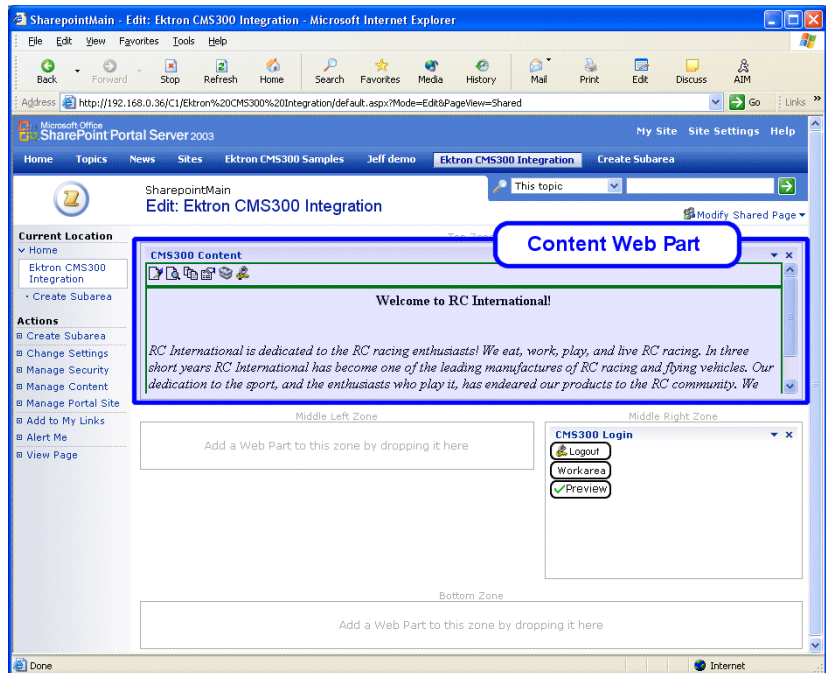 SharepointMain - Edit: Ektron CMS300 Integration - Microsoft Internet Explorer
File Edit View Favorites Tools Help
Back Forward Stop Refresh Home Search Favorites Media History Mail Print Edit Discuss AIM
Address http://192.168.0.36/C1/Ektron%20CMS300%20Integration/default.aspx?Mode=Edit&PageView=Shared Go Links »
Microsoft Office
SharePoint Portal Server 2003
My Site Site Settings Help
Home Topics News Sites Ektron CMS300 Samples Jeff demo Ektron CMS300 Integration Create Subarea
SharepointMain
Edit: Ektron CMS300 Integration
This topic
Modify Shared Page
Current Location
Home
Ektron CMS300
Integration
Create Subarea
Actions
Create Subarea
Change Settings
Manage Security
Manage Content
Manage Portal Site
Add to My Links
Alert Me
View Page
Content Web Part
CMS300 Content
Welcome to RC International!
RC International is dedicated to the RC racing enthusiasts! We eat, work, play, and live RC racing. In three
short years RC International has become one of the leading manufactures of RC racing and flying vehicles. Our
dedication to the sport, and the enthusiasts who play it, has endeared our products to the RC community. We
Middle Left Zone
Add a Web Part to this zone by dropping it here
Middle Right Zone
CMS300 Login
Logout
Workarea
Preview
Bottom Zone
Add a Web Part to this zone by dropping it here
Done
Internet